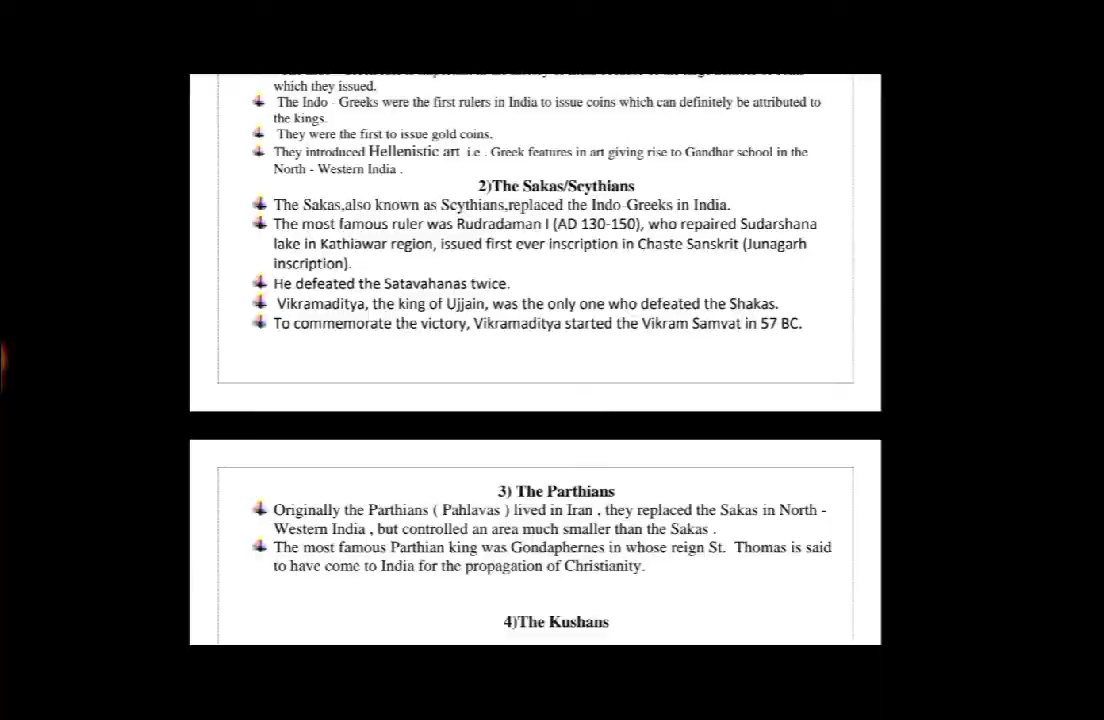 which they issued.
The Indo - Greeks were the first rulers in India to issue coins which can definitely be attributed to
the kings.
They were the first to issue gold coins.
They introduced Hellenistic art i.e . Greek features in art giving rise to Gandhar school in the
North - Western India .
2)The Sakas/Scythians
The Sakas,also known as Scythians,replaced the Indo-Greeks in India.
The most famous ruler was Rudradaman I (AD 130-150), who repaired Sudarshana
lake in Kathiawar region, issued first ever inscription in Chaste Sanskrit (Junagarh
inscription).
He defeated the Satavahanas twice.
Vikramaditya, the king of Ujjain, was the only one who defeated the Shakas.
To commemorate the victory, Vikramaditya started the Vikram Samvat in 57 BC.
3) The Parthians
Originally the Parthians ( Pahlavas ) lived in Iran , they replaced the Sakas in North -
Western India , but controlled an area much smaller than the Sakas .
The most famous Parthian king was Gondaphernes in whose reign St. Thomas is said
to have come to India for the propagation of Christianity.
4)The Kushans